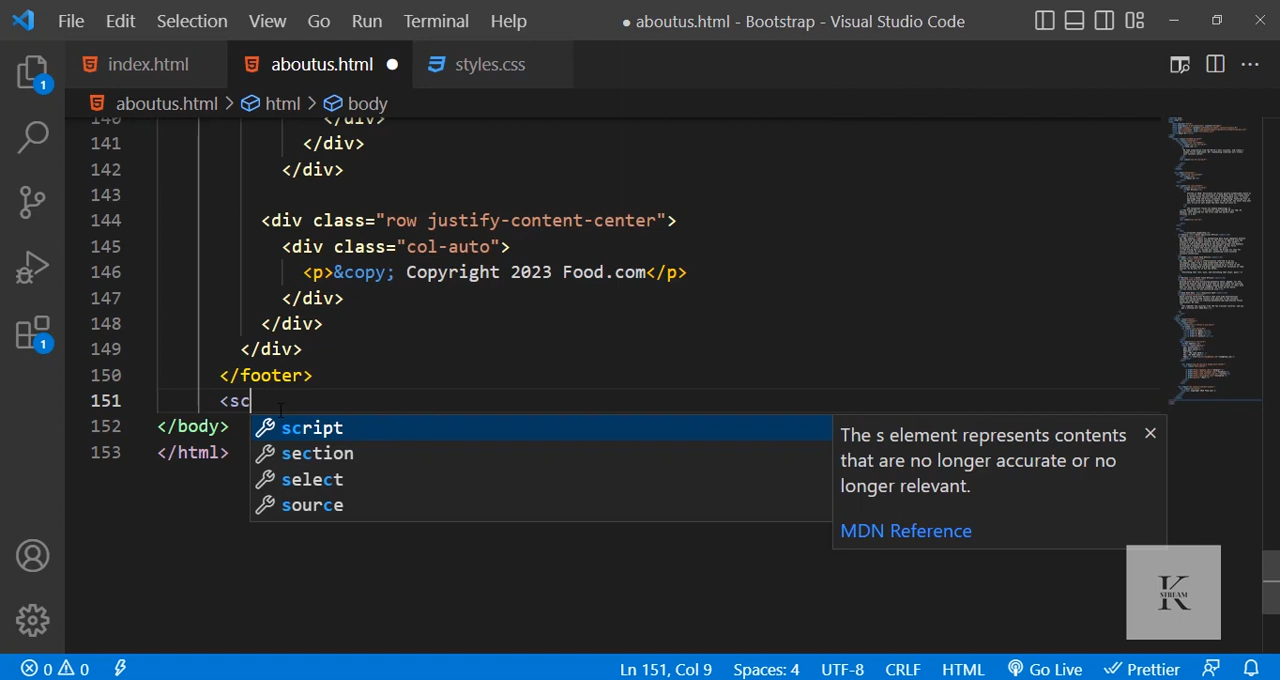 File Edit Selection View Go Run Terminal Help ● aboutus.html - Bootstrap - Visual Studio Code
index.html aboutus.html styles.css
aboutus.html > html > body
140 </div>
141 </div>
142 </div>
143
144 <div class="row justify-content-center">
145 <div class="col-auto">
146 <p>&copy; Copyright 2023 Food.com</p>
147 </div>
148 </div>
149 </div>
150 </footer>
151 <sc
152 </body>
153 </html>
script
section
select
source
The s element represents contents
that are no longer accurate or no
longer relevant.
MDN Reference
1
1
K
STREAM
0 0 Ln 151, Col 9 Spaces: 4 UTF-8 CRLF HTML Go Live Prettier